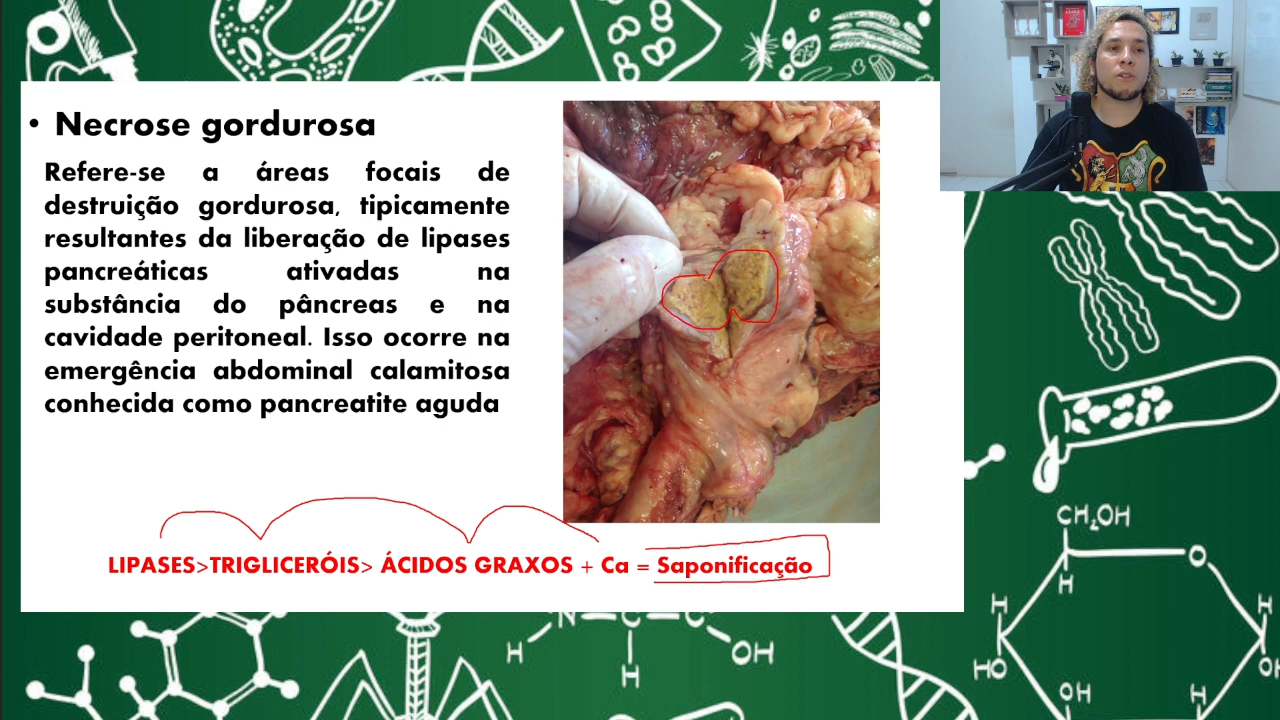 • Necrose gordurosa
Refere-se a áreas focais de
destruição gordurosa, tipicamente
resultantes da liberação de lipases
pancreáticas ativadas na
substância do pâncreas e na
cavidade peritoneal. Isso ocorre na
emergência abdominal calamitosa
conhecida como pancreatite aguda
LIPASES>TRIGLICERÓIS> ÁCIDOS GRAXOS + Ca = Saponificação
CH₂OH
O
H
H
H
HO
OH
H
N
C
C
H
OH
H